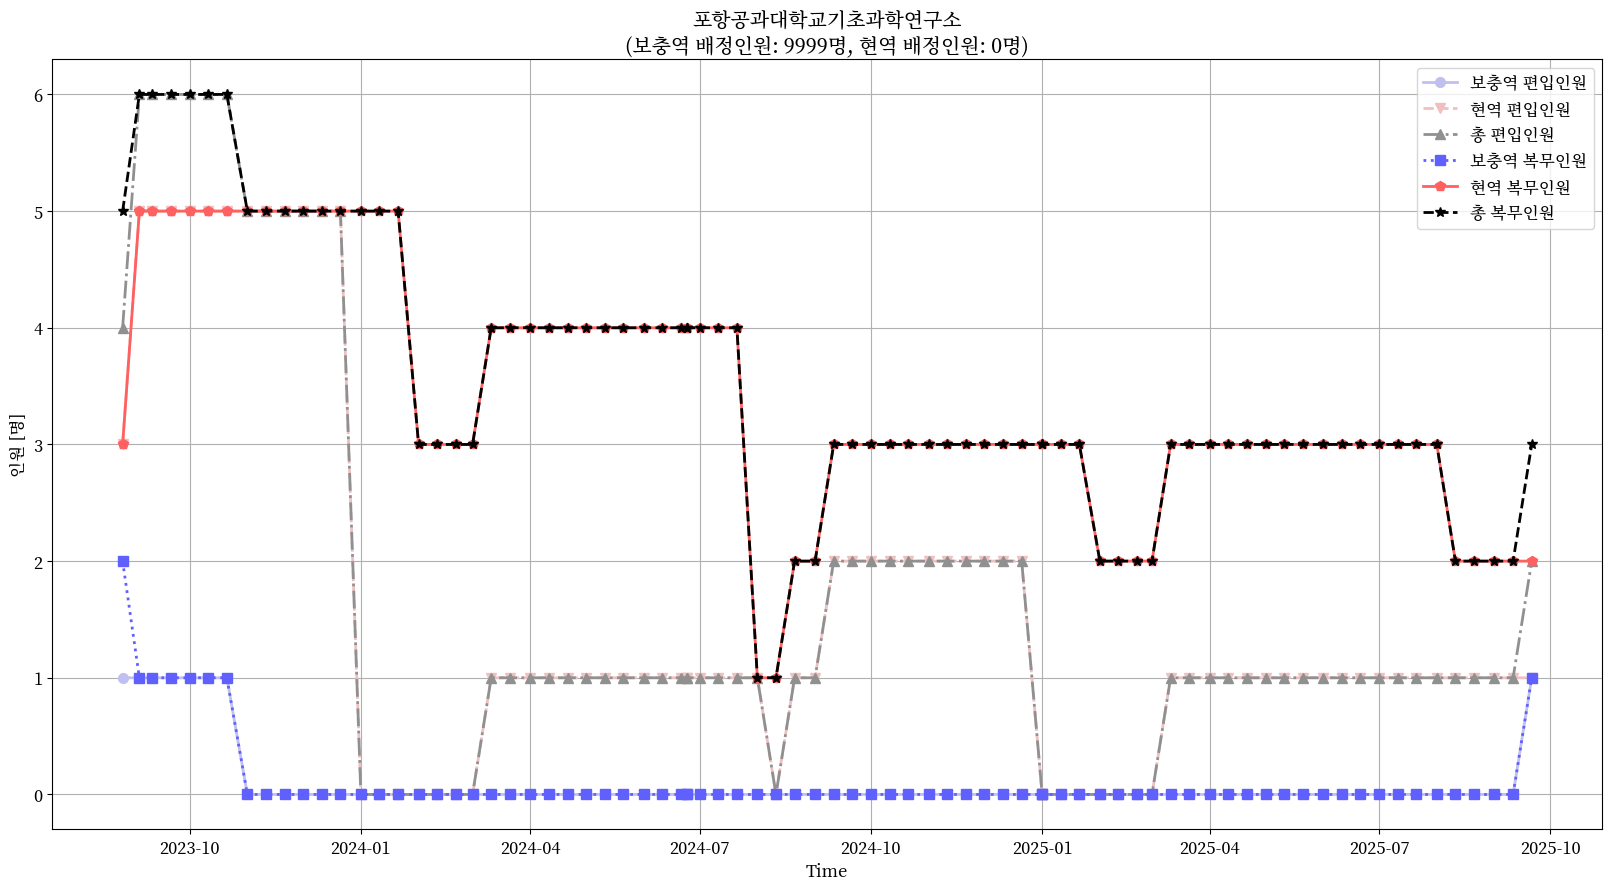 포항공과대학교기초과학연구소
(보충역 배정인원: 9999명, 현역 배정인원: 0명)
보충역 편입인원
현역 편입인원
총 편입인원
보충역 복무인원
현역 복무인원
총 복무인원
인원 [명]
6
5
4
3
2
1
0
2023-10
2024-01
2024-04
2024-07
2024-10
2025-01
2025-04
2025-07
2025-10
Time